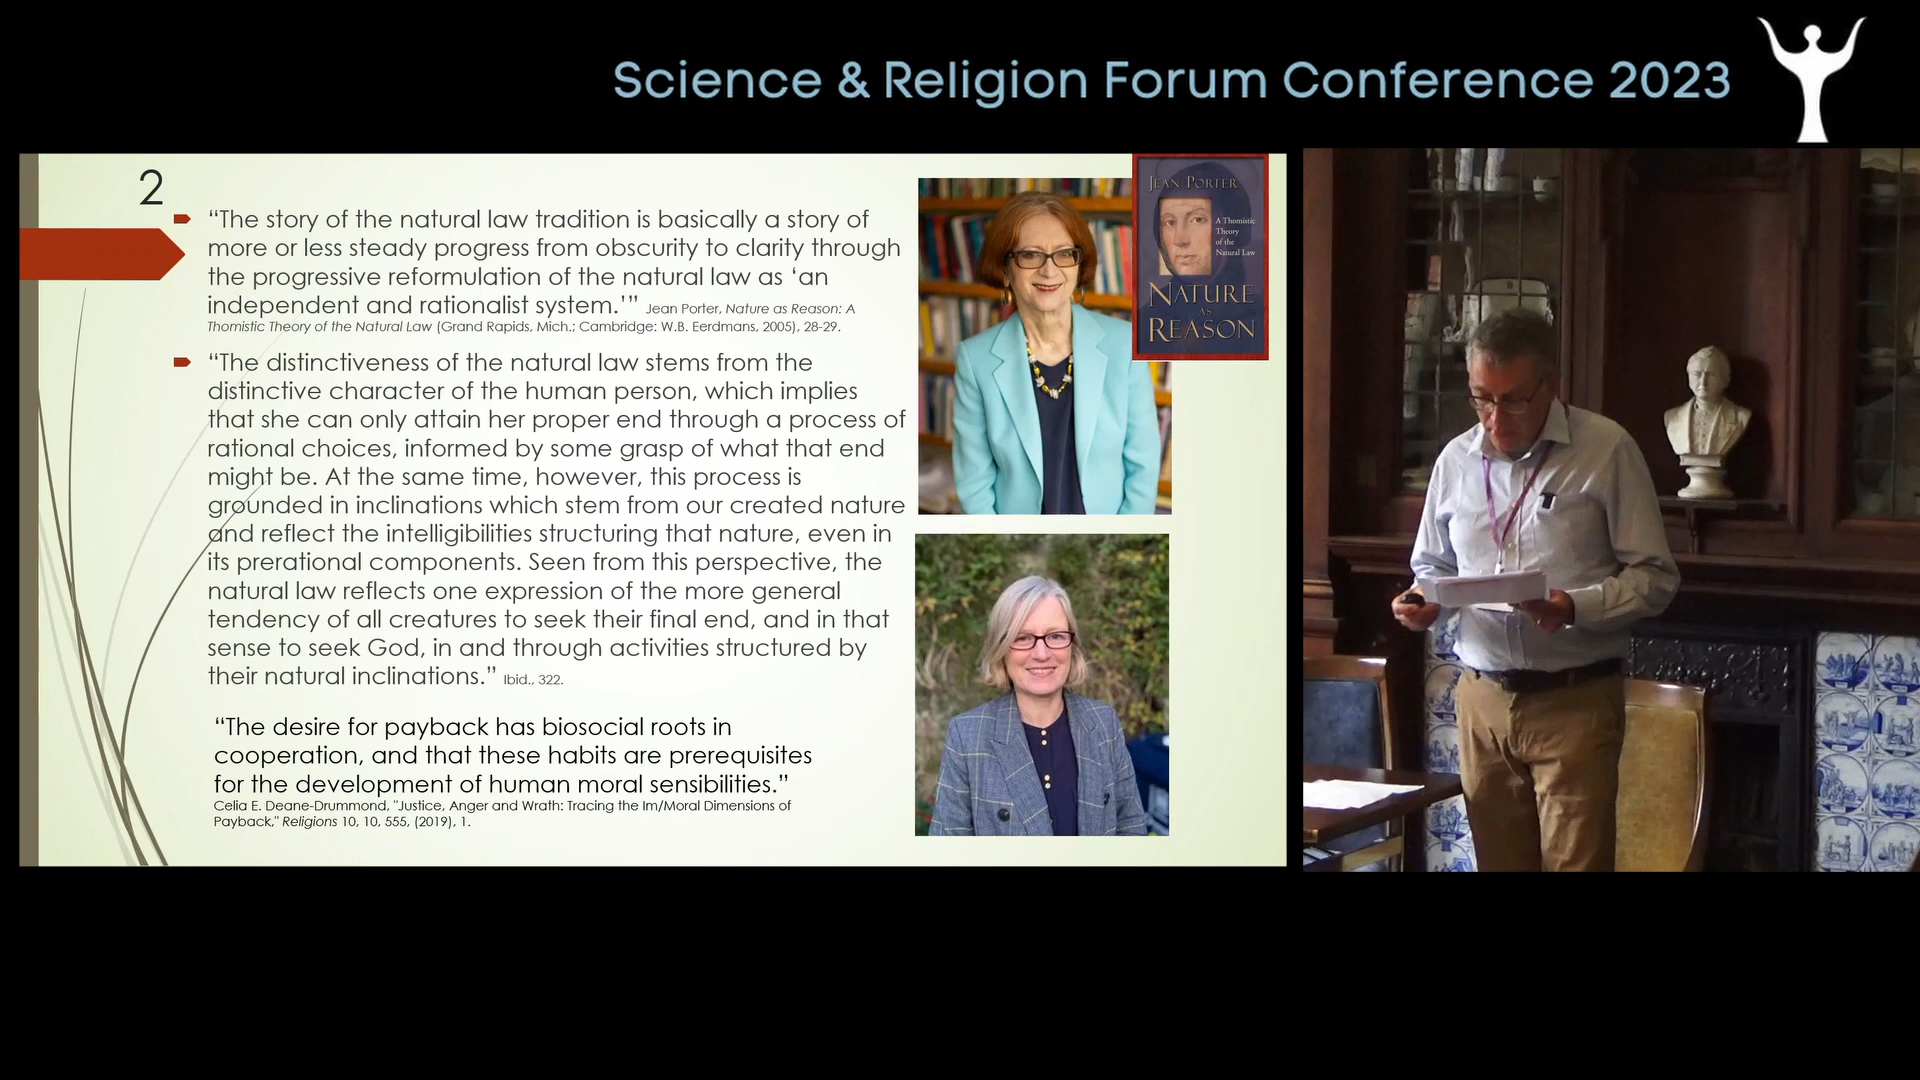 Science & Religion Forum Conference 2023
2
“The story of the natural law tradition is basically a story of
more or less steady progress from obscurity to clarity through
the progressive reformulation of the natural law as ‘an
independent and rationalist system.’” Jean Porter, Nature as Reason: A
Thomistic Theory of the Natural Law (Grand Rapids, Mich.; Cambridge: W.B. Eerdmans, 2005), 28-29.
“The distinctiveness of the natural law stems from the
distinctive character of the human person, which implies
that she can only attain her proper end through a process of
rational choices, informed by some grasp of what that end
might be. At the same time, however, this process is
grounded in inclinations which stem from our created nature
and reflect the intelligibilities structuring that nature, even in
its prerational components. Seen from this perspective, the
natural law reflects one expression of the more general
tendency of all creatures to seek their final end, and in that
sense to seek God, in and through activities structured by
their natural inclinations.” Ibid., 322.
“The desire for payback has biosocial roots in
cooperation, and that these habits are prerequisites
for the development of human moral sensibilities.”
Celia E. Deane-Drummond, "Justice, Anger and Wrath: Tracing the Im/Moral Dimensions of
Payback," Religions 10, 10, 555, (2019), 1.
JEAN PORTER
A Thomistic
Theory
of the
Natural Law
NATURE
AS
REASON